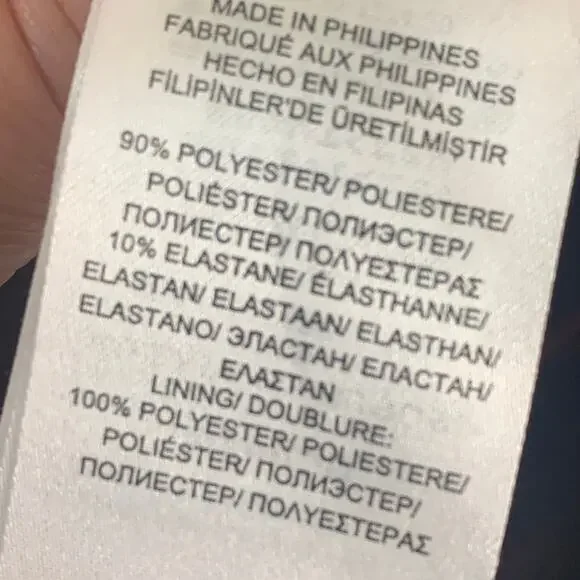 MADE IN PHILIPPINES
FABRIQUÉ AUX PHILIPPINES
HECHO EN FILIPINAS
FİLİPİNLER'DE ÜRETİLMİŞTİR
90% POLYESTER/ POLIESTERE/
POLIÉSTER/ ПОЛИЭСТЕР/
ПОЛИЕСТЕР/ ΠΟΛΥΕΣΤΕΡΑΣ
10% ELASTANE/ ÉLASTHANNE/
ELASTAN/ ELASTAAN/ ELASTHAN/
ELASTANO/ ЭЛАСТАН/ ЕЛАСТАН/
ΕΛΑΣΤΑΝ
LINING/ DOUBLURE:
100% POLYESTER/ POLIESTERE/
POLIÉSTER/ ПОЛИЭСТЕР/
ПОЛИЕСТЕР/ ΠΟΛΥΕΣΤΕΡΑΣ